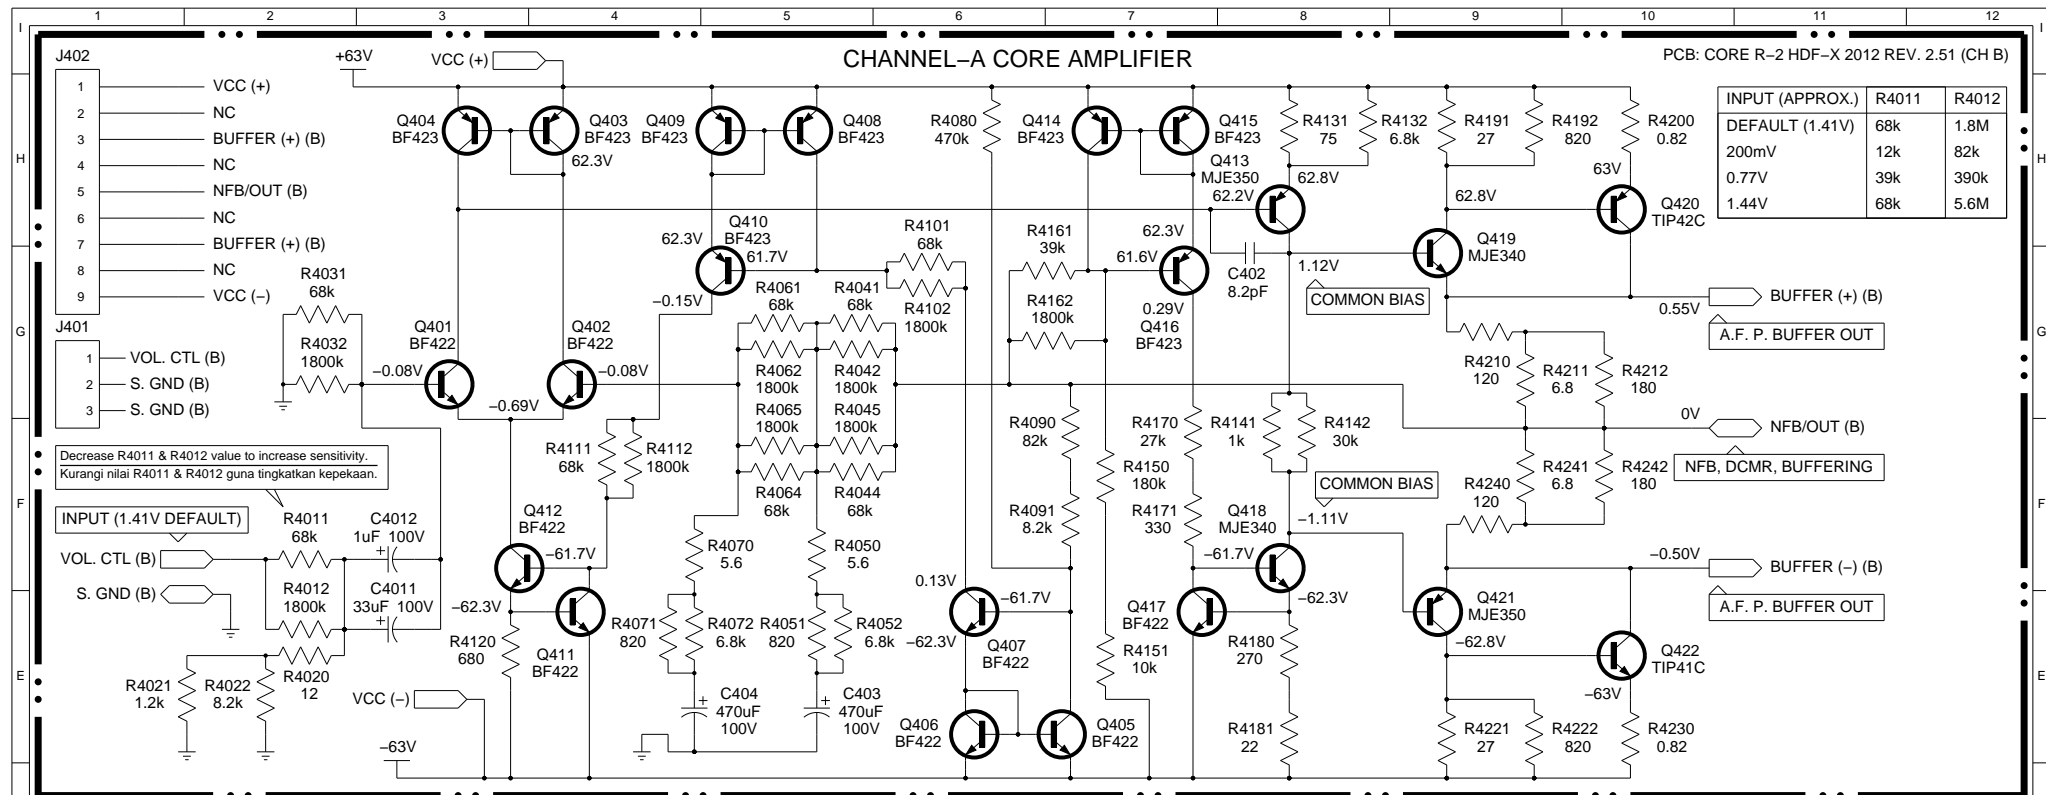 1 2 3 4 5 6 7 8 9 10 11 12
I I
H H
G G
F F
E E
CHANNEL–A CORE AMPLIFIER
PCB: CORE R–2 HDF–X 2012 REV. 2.51 (CH B)
J402
1 VCC (+)
2 NC
3 BUFFER (+) (B)
4 NC
5 NFB/OUT (B)
6 NC
7 BUFFER (+) (B)
8 NC
9 VCC (–)
J401
1 VOL. CTL (B)
2 S. GND (B)
3 S. GND (B)
+63V
VCC (+)
Q404
BF423
Q403
BF423
62.3V
Q409
BF423
Q408
BF423
R4080
470k
Q414
BF423
Q415
BF423
Q413
MJE350
62.2V
R4131
75
R4132
6.8k
62.8V
R4191
27
R4192
820
R4200
0.82
63V
62.8V
Q420
TIP42C
INPUT (APPROX.) R4011 R4012
DEFAULT (1.41V) 68k 1.8M
200mV 12k 82k
0.77V 39k 390k
1.44V 68k 5.6M
R4031
68k
R4032
1800k
Q401
BF422
–0.08V
Q402
BF422
–0.08V
–0.69V
Q410
BF423
62.3V
61.7V
–0.15V
R4061
68k
R4041
68k
R4062
1800k
R4042
1800k
R4065
1800k
R4045
1800k
R4064
68k
R4044
68k
R4101
68k
R4102
1800k
R4161
39k
R4162
1800k
62.3V
61.6V
0.29V
Q416
BF423
C402
8.2pF
1.12V
COMMON BIAS
Q419
MJE340
0.55V
BUFFER (+) (B)
A.F. P. BUFFER OUT
R4210
120
R4211
6.8
R4212
180
0V
NFB/OUT (B)
NFB, DCMR, BUFFERING
R4240
120
R4241
6.8
R4242
180
Decrease R4011 & R4012 value to increase sensitivity.
Kurangi nilai R4011 & R4012 guna tingkatkan kepekaan.
INPUT (1.41V DEFAULT)
VOL. CTL (B)
S. GND (B)
R4011
68k
R4012
1800k
C4012
1uF 100V
C4011
33uF 100V
R4020
12
R4021
1.2k
R4022
8.2k
VCC (–)
–63V
R4111
68k
R4112
1800k
Q412
BF422
–61.7V
–62.3V
R4120
680
Q411
BF422
R4070
5.6
R4050
5.6
R4071
820
R4072
6.8k
R4051
820
R4052
6.8k
C404
470uF
100V
C403
470uF
100V
R4090
82k
R4091
8.2k
0.13V
–61.7V
–62.3V
Q407
BF422
Q406
BF422
Q405
BF422
R4150
180k
R4151
10k
R4170
27k
R4171
330
R4141
1k
R4142
30k
COMMON BIAS
–1.11V
Q418
MJE340
–61.7V
–62.3V
Q417
BF422
R4180
270
R4181
22
–0.50V
BUFFER (–) (B)
A.F. P. BUFFER OUT
Q421
MJE350
–62.8V
Q422
TIP41C
–63V
R4221
27
R4222
820
R4230
0.82